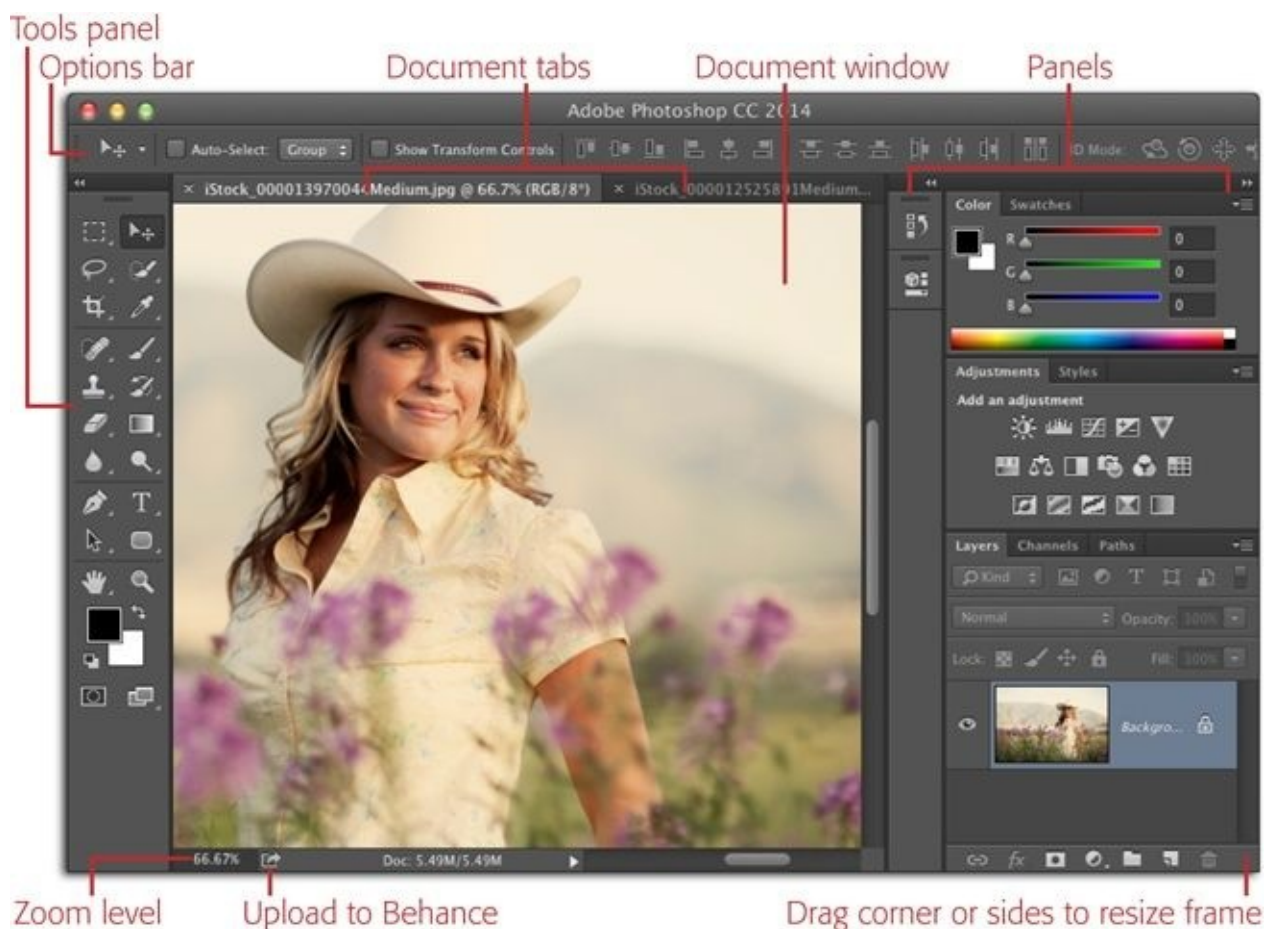 Tools panel
Options bar
Document tabs
Document window
Panels
Adobe Photoshop CC 2014
Auto-Select: Group
Show Transform Controls
3D Mode:
iStock_000013970044Medium.jpg @ 66.7% (RGB/8*)
iStock_000012525891Medium...
Color Swatches
R 0
G 0
B 0
Adjustments Styles
Add an adjustment
T
Layers Channels Paths
Kind T
Normal Opacity: 100%
Lock: Fill: 100%
Backgro...
fx
66.67% Doc: 5.49M/5.49M
Zoom level
Upload to Behance
Drag corner or sides to resize frame